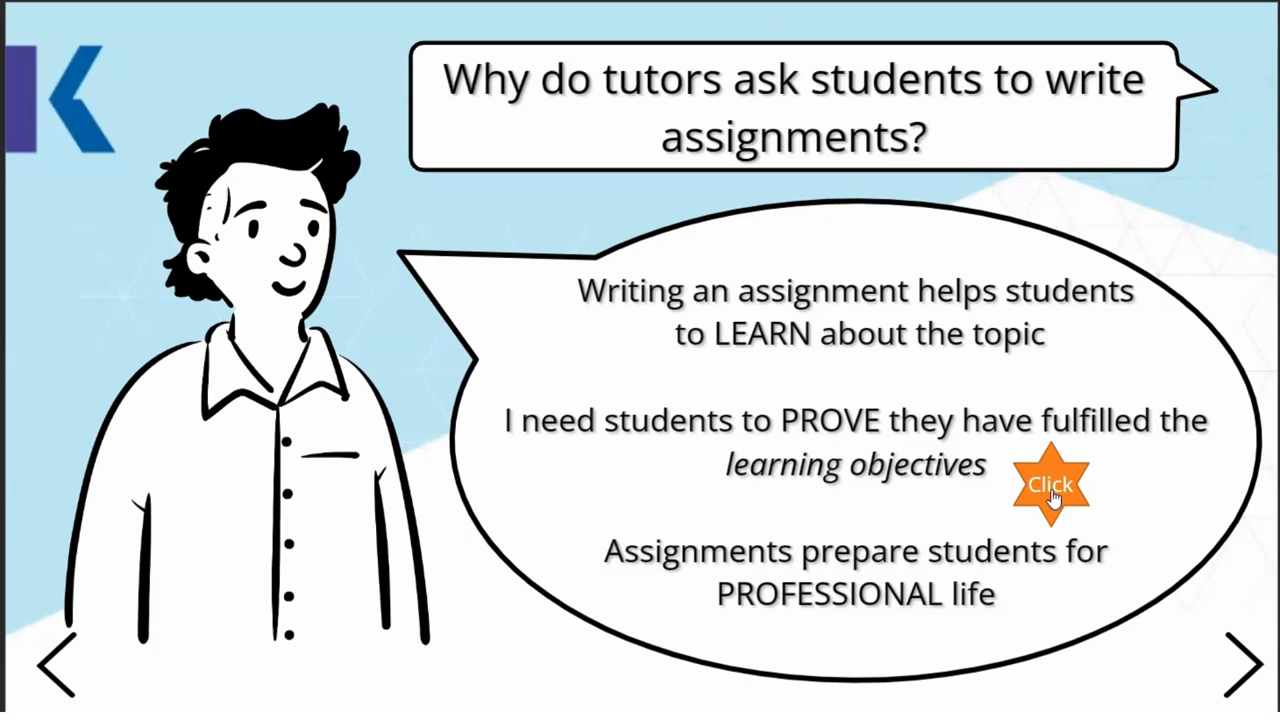 Why do tutors ask students to write
assignments?
Writing an assignment helps students
to LEARN about the topic
I need students to PROVE they have fulfilled the
learning objectives
Click
Assignments prepare students for
PROFESSIONAL life